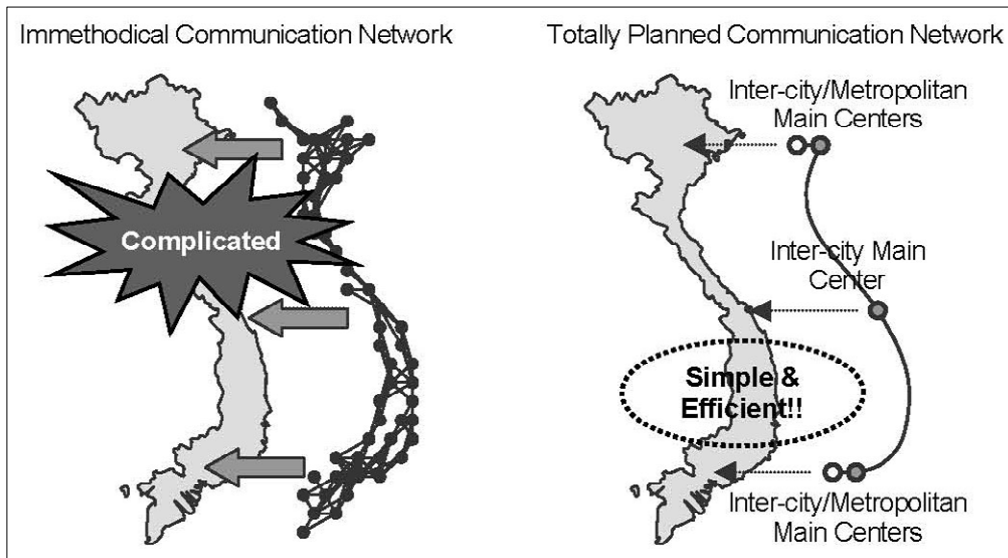 Immethodical Communication Network
Complicated
Totally Planned Communication Network
Inter-city/Metropolitan
Main Centers
Inter-city Main
Center
Simple &
Efficient!!
Inter-city/Metropolitan
Main Centers